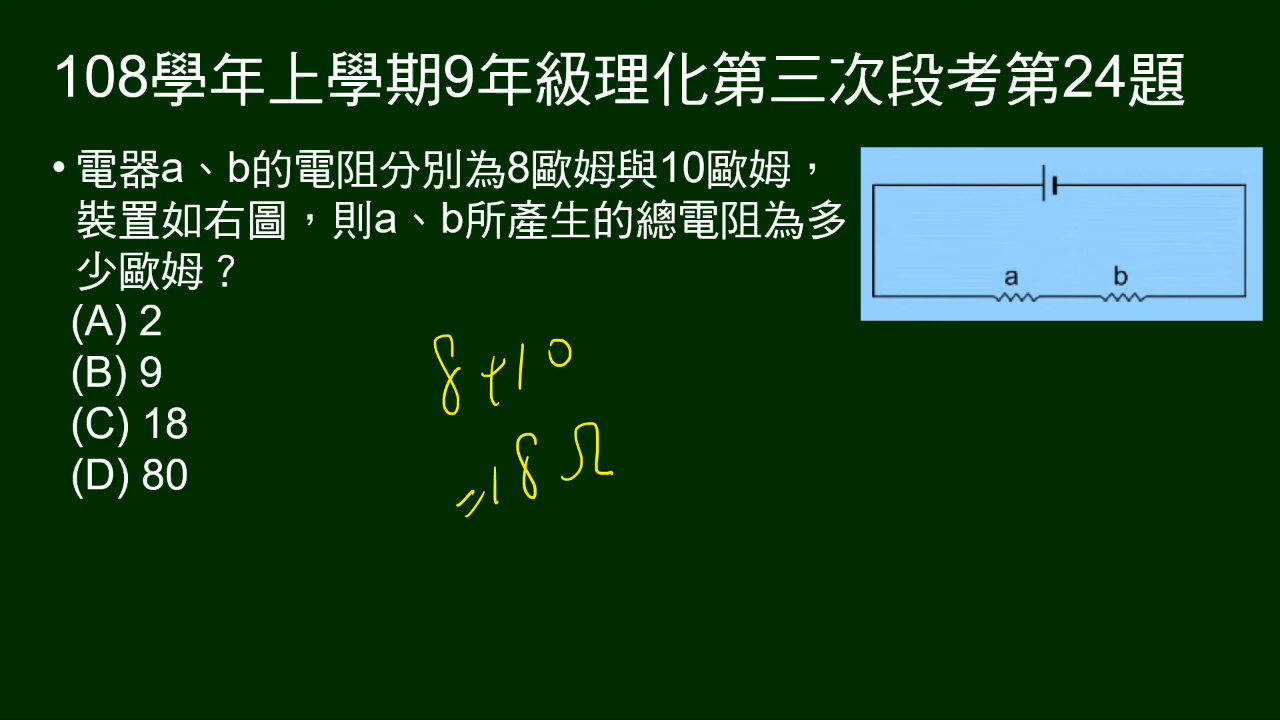 108學年上學期9年級理化第三次段考第24題
• 電器a、b的電阻分別為8歐姆與10歐姆，
裝置如右圖，則a、b所產生的總電阻為多
少歐姆？
(A) 2
(B) 9
(C) 18
(D) 80
a b
8+10
=18Ω